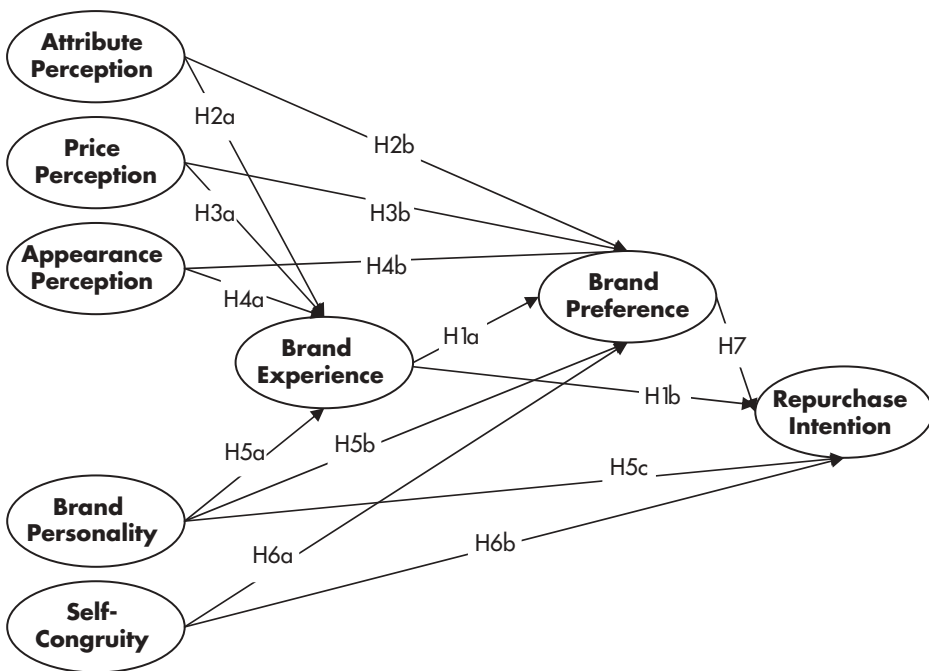 Attribute
Perception
H2a
H2b
Price
Perception
H3a
H3b
Appearance
Perception
H4b
H4a
Brand
Preference
Brand
Experience
H1a
H7
H1b
Repurchase
Intention
H5a
H5b
H5c
Brand
Personality
H6a
H6b
Self-
Congruity